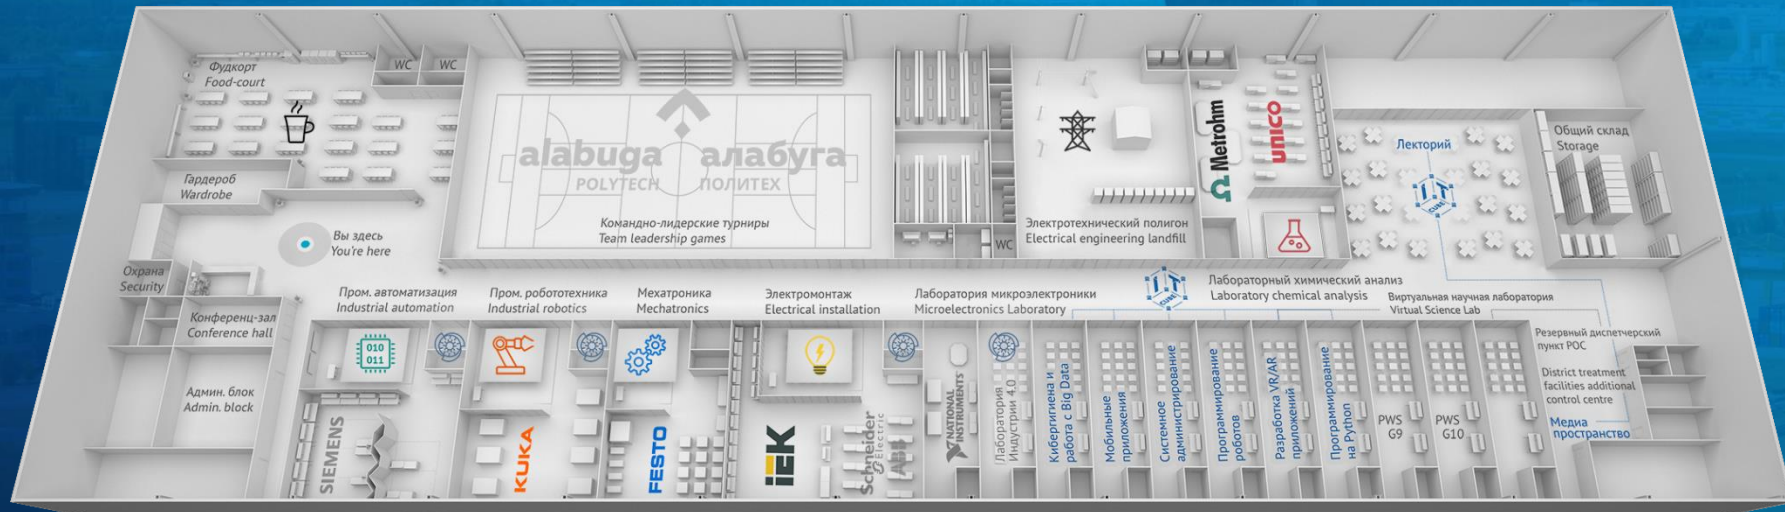 Фудкорт
Food-court
WC
WC
alabuga
POLYTECH
алабуга
ПОЛИТЕХ
Командно-лидерские турниры
Team leadership games
WC
Электротехнический полигон
Electrical engineering landfill
Metrohm
UNICO
Лекторий
IT
CUBE
Общий склад
Storage
Гардероб
Wardrobe
Вы здесь
You're here
Охрана
Security
Конференц-зал
Conference hall
Админ. блок
Admin. block
Пром. автоматизация
Industrial automation
Пром. робототехника
Industrial robotics
Мехатроника
Mechatronics
Электромонтаж
Electrical installation
Лаборатория микроэлектроники
Microelectronics Laboratory
IT
CUBE
Лабораторный химический анализ
Laboratory chemical analysis
Виртуальная научная лаборатория
Virtual Science Lab
Резервный диспетчерский
пункт РОС
District treatment
facilities additional
control centre
Медиа
пространство
010
011
SIEMENS
KUKA
FESTO
IEK
Schneider
Electric
ABB
NATIONAL
INSTRUMENTS
Лаборатория
Индустрии 4.0
Кибергигиена и
работа с Big Data
Мобильные
приложения
Системное
администрирование
Программирование
роботов
Разработка VR/AR
приложений
Программирование
на Python
PWS
G9
PWS
G10